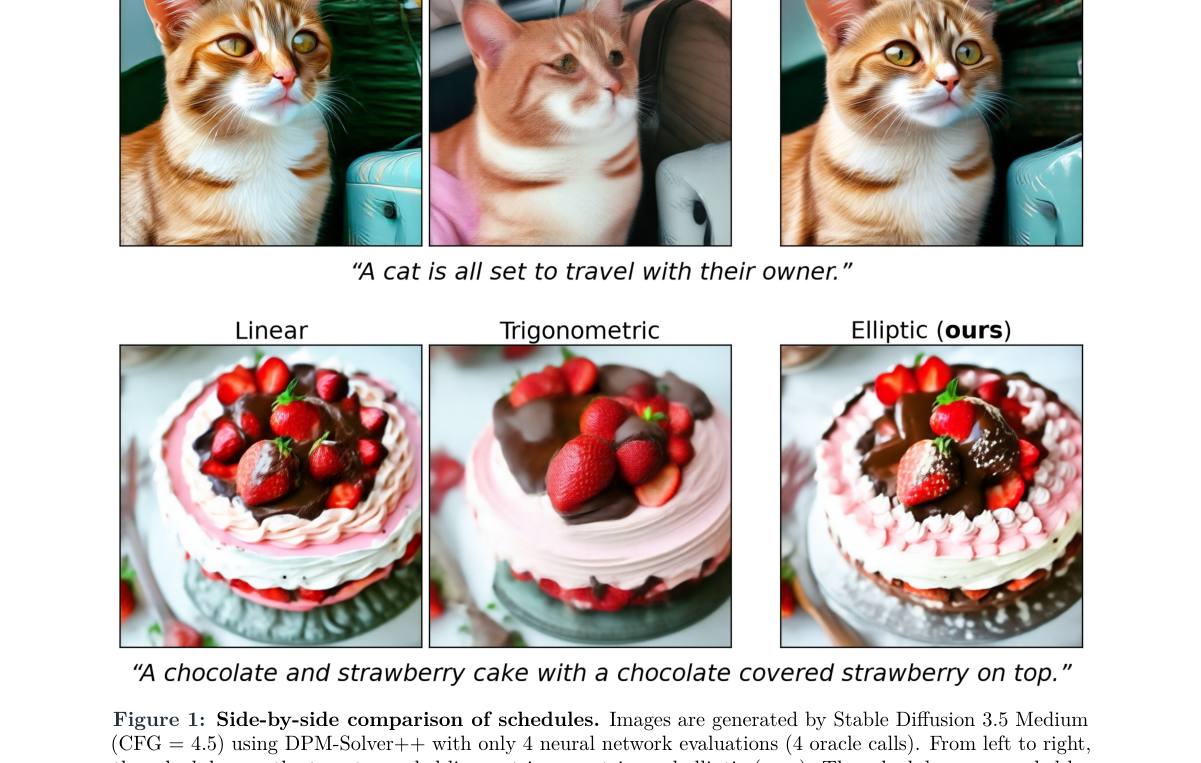 “A cat is all set to travel with their owner.”
Linear Trigonometric Elliptic (ours)
“A chocolate and strawberry cake with a chocolate covered strawberry on top.”
Figure 1: Side-by-side comparison of schedules. Images are generated by Stable Diffusion 3.5 Medium
(CFG = 4.5) using DPM-Solver++ with only 4 neural network evaluations (4 oracle calls). From left to right,